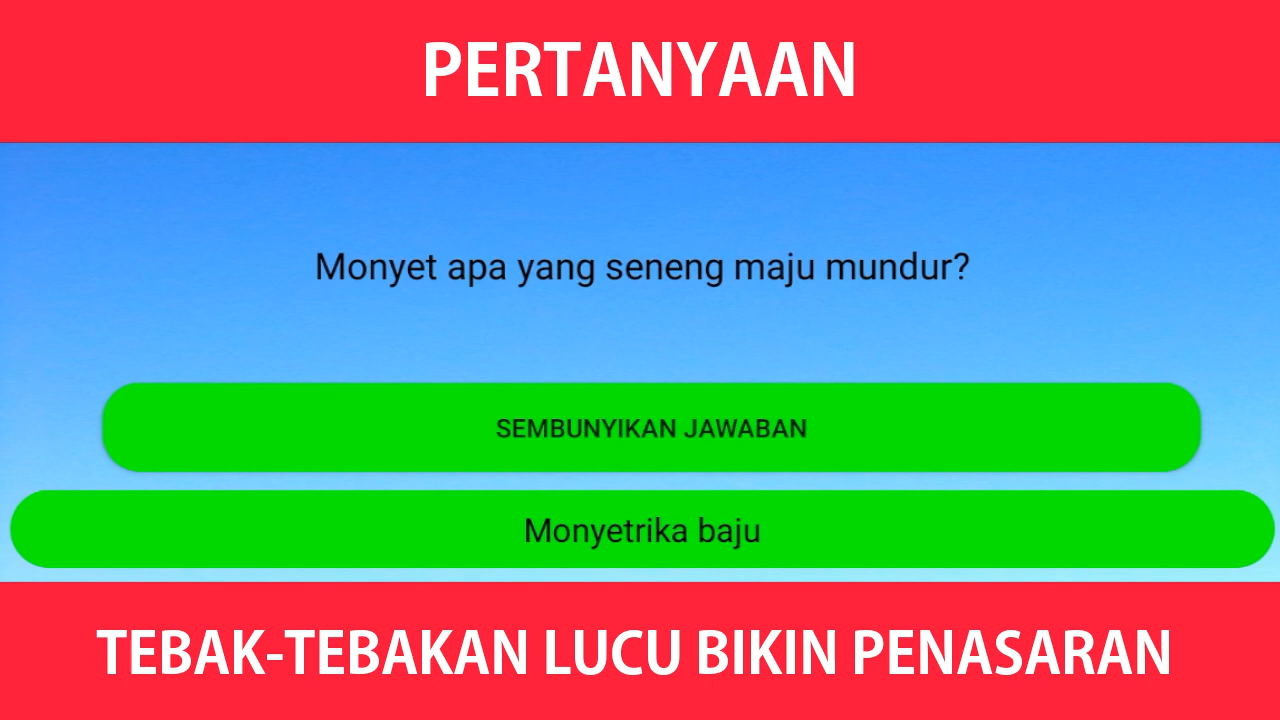 PERTANYAAN
Monyet apa yang seneng maju mundur?
SEMBUNYIKAN JAWABAN
Monyetrika baju
TEBAK-TEBAKAN LUCU BIKIN PENASARAN